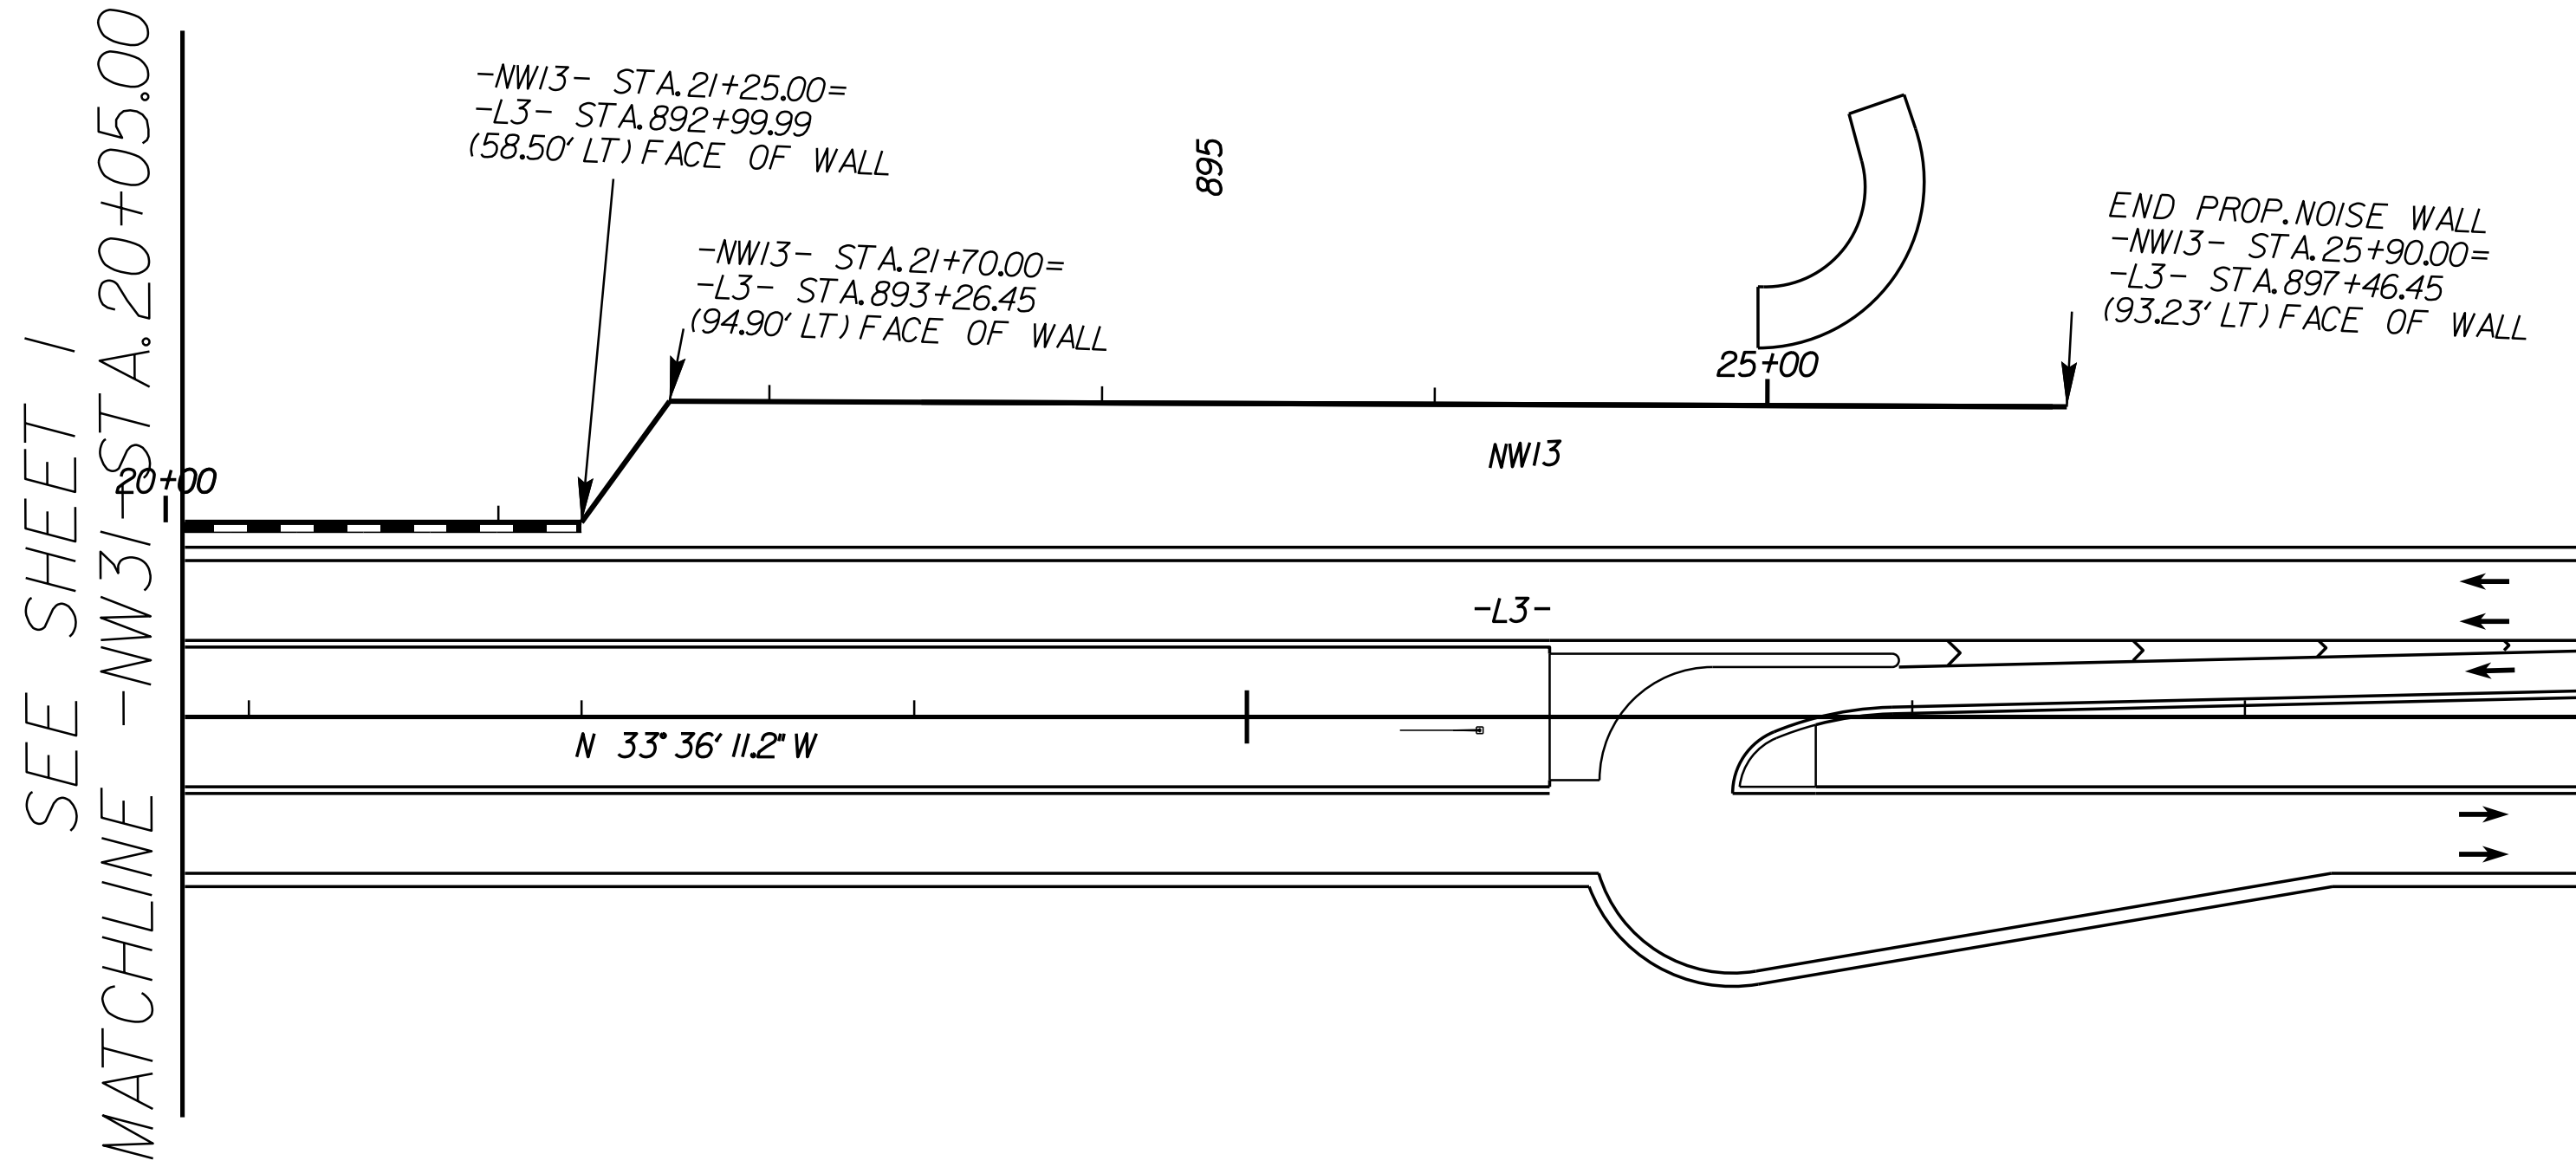 SEE SHEET 1
MATCHLINE -NW31-STA.20+05.00
-NW13- STA.21+25.00=
-L3- STA.892+99.99
(58.50' LT) FACE OF WALL
-NW13- STA.21+70.00=
-L3- STA.893+26.45
(94.90' LT) FACE OF WALL
895
END PROP. NOISE WALL
-NW13- STA.25+90.00=
-L3- STA.897+46.45
(93.23' LT) FACE OF WALL
25+00
20+00
NW13
-L3-
N 33° 36' 11.2" W